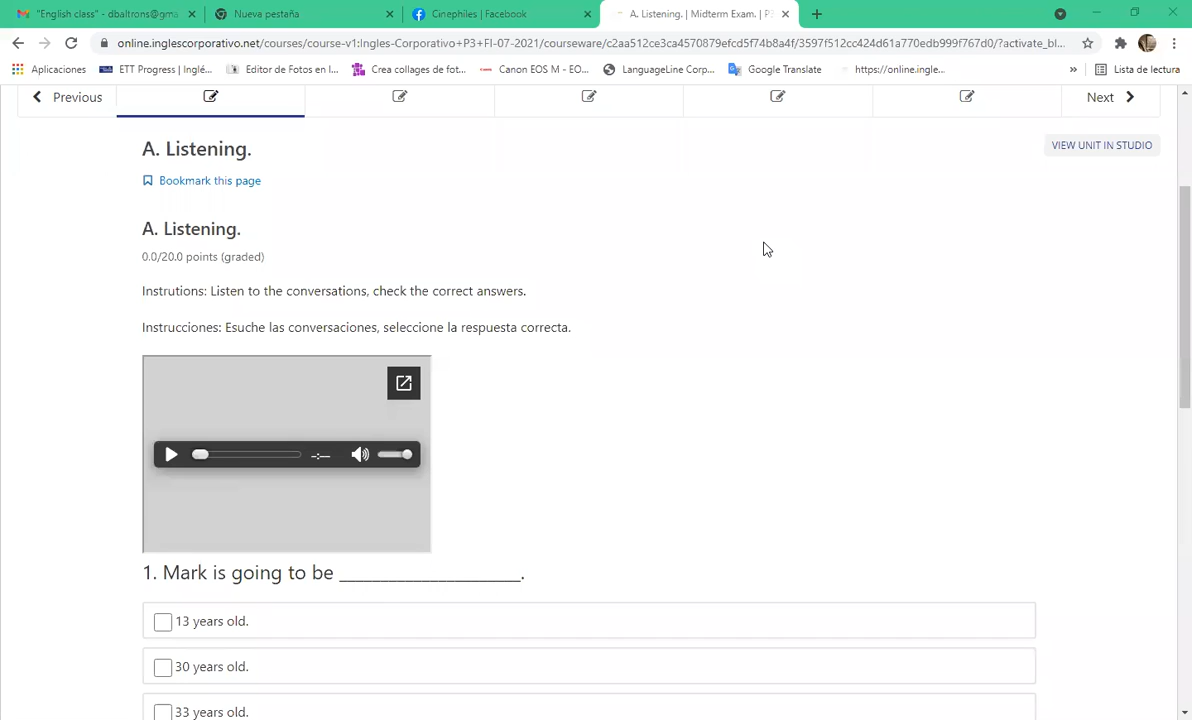 "English class" - dbaltrons@gma
Nueva pestaña
Cinephiles | Facebook
A. Listening. | Midterm Exam. | P3
online.inglescorporativo.net/courses/course-v1:Ingles-Corporativo+P3+FI-07-2021/courseware/c2aa512ce3ca4570879efcd5f74b8a4f/3597f512cc424d61a770edb999f767d0/?activate_bl...
Aplicaciones
ETT Progress | Inglé...
Editor de Fotos en l...
Crea collages de fot...
Canon EOS M - EO...
LanguageLine Corp...
Google Translate
https://online.ingle...
»
Lista de lectura
Previous
Next
A. Listening.
VIEW UNIT IN STUDIO
Bookmark this page
A. Listening.
0.0/20.0 points (graded)
Instrutions: Listen to the conversations, check the correct answers.
Instrucciones: Esuche las conversaciones, seleccione la respuesta correcta.
-:--
1. Mark is going to be ____________________.
13 years old.
30 years old.
33 years old.